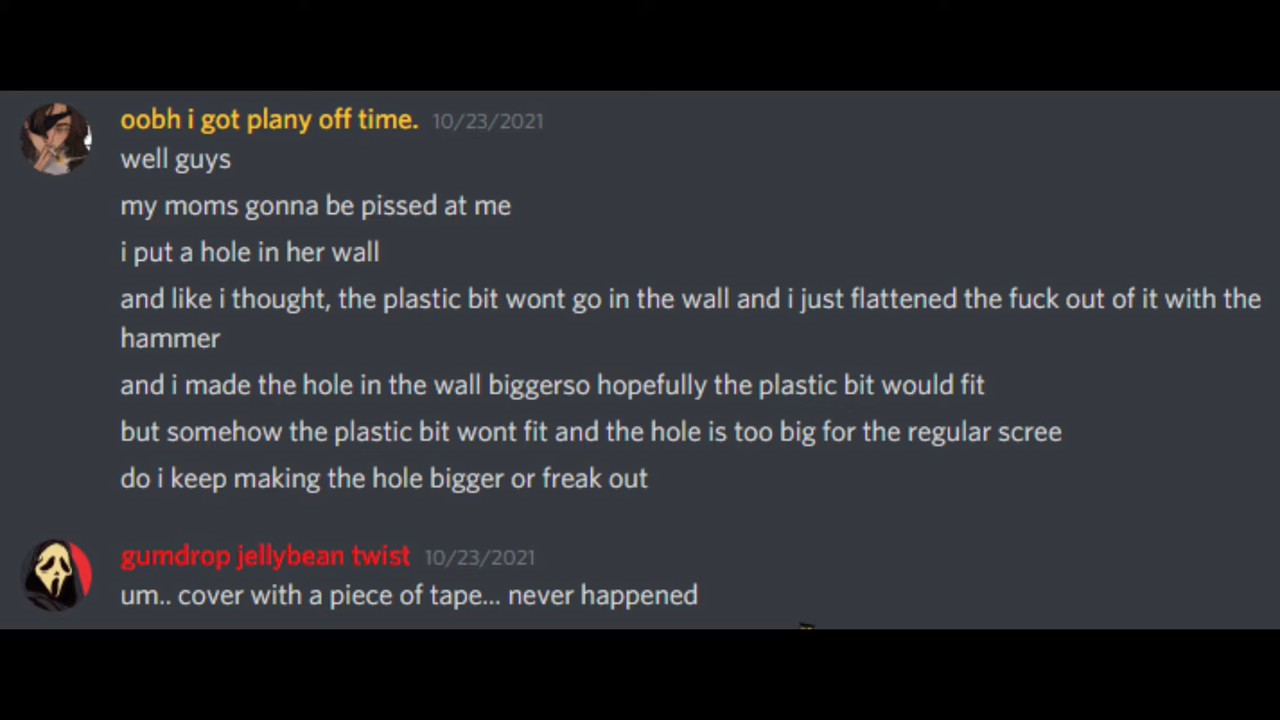 oobh i got plany off time. 10/23/2021
well guys
my moms gonna be pissed at me
i put a hole in her wall
and like i thought, the plastic bit wont go in the wall and i just flattened the fuck out of it with the
hammer
and i made the hole in the wall biggerso hopefully the plastic bit would fit
but somehow the plastic bit wont fit and the hole is too big for the regular scree
do i keep making the hole bigger or freak out
gumdrop jellybean twist 10/23/2021
um.. cover with a piece of tape... never happened